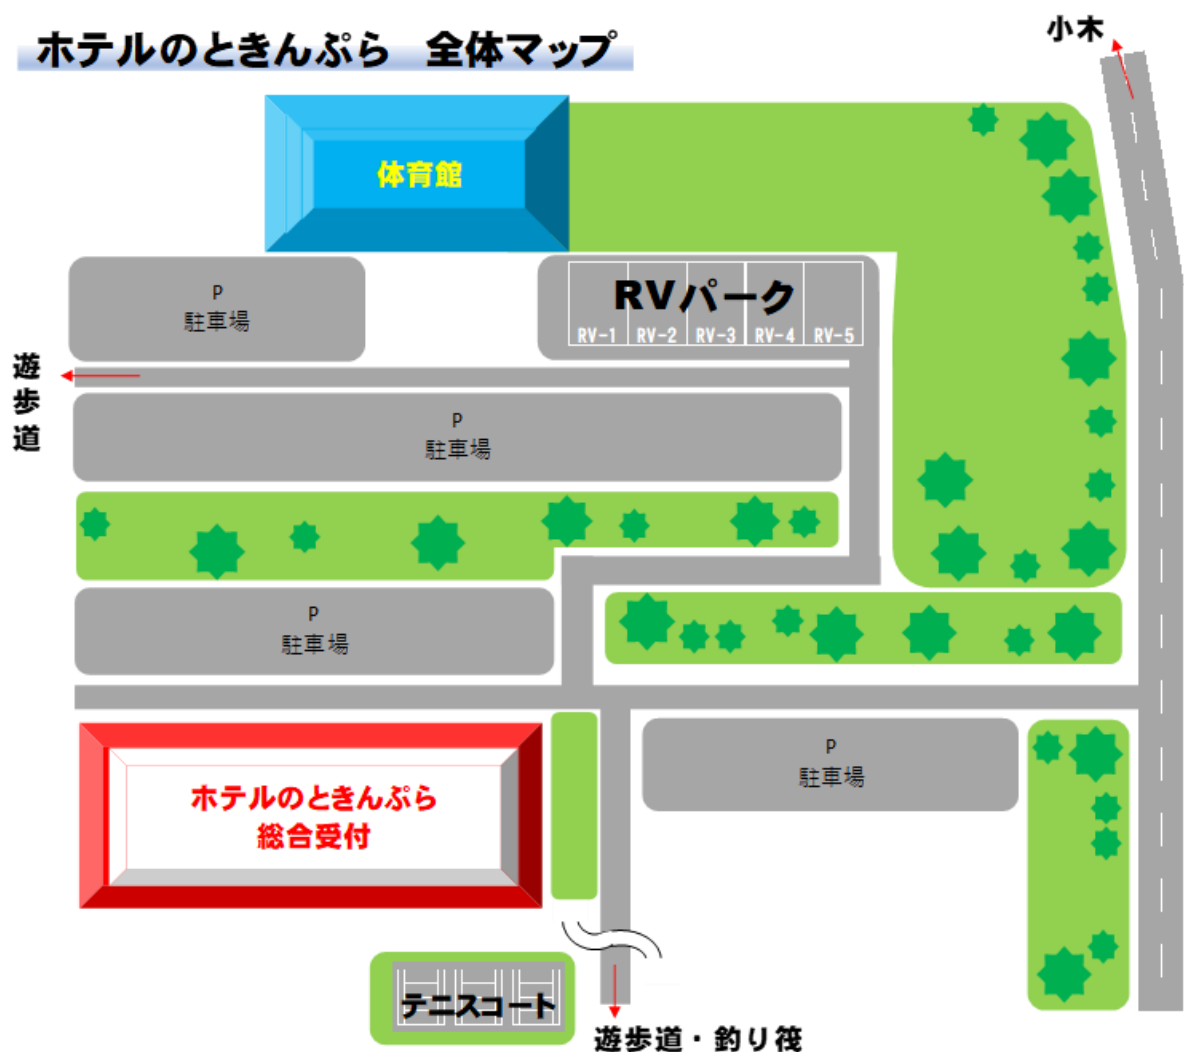 ホテルのときんぷら 全体マップ
小木
体育館
P
駐車場
RVパーク
RV-1 RV-2 RV-3 RV-4 RV-5
遊歩道
P
駐車場
P
駐車場
P
駐車場
ホテルのときんぷら
総合受付
テニスコート
遊歩道・釣り筏